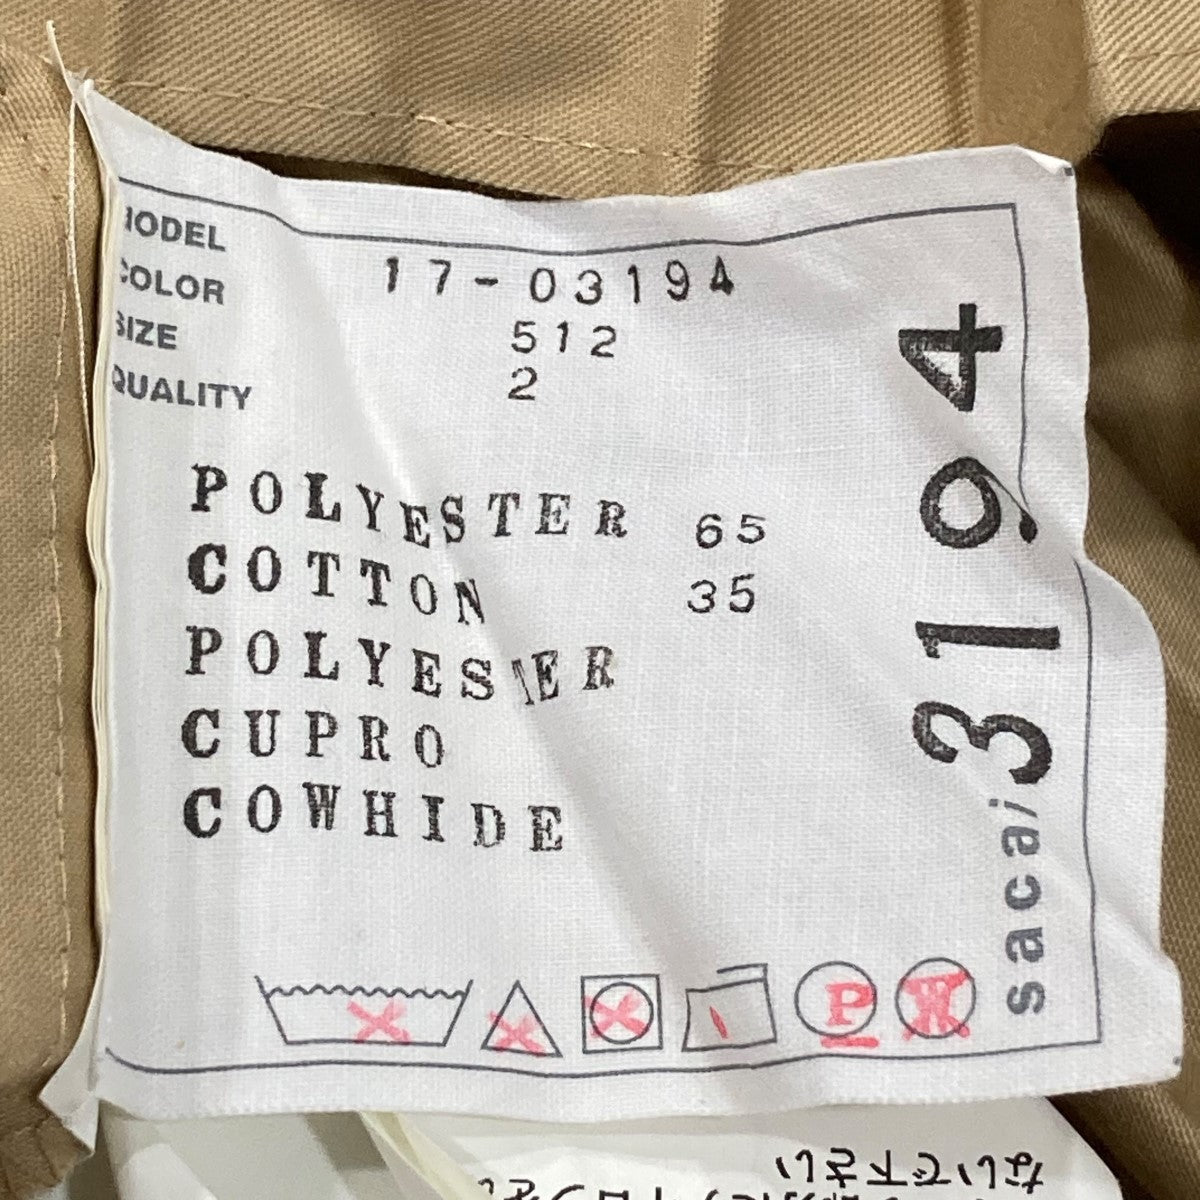 MODEL
COLOR
SIZE
QUALITY
17-03194
512
2
POLYESTER 65
COTTON 35
POLYESTER
CUPRO
COWHIDE
P
W
sacai 3194